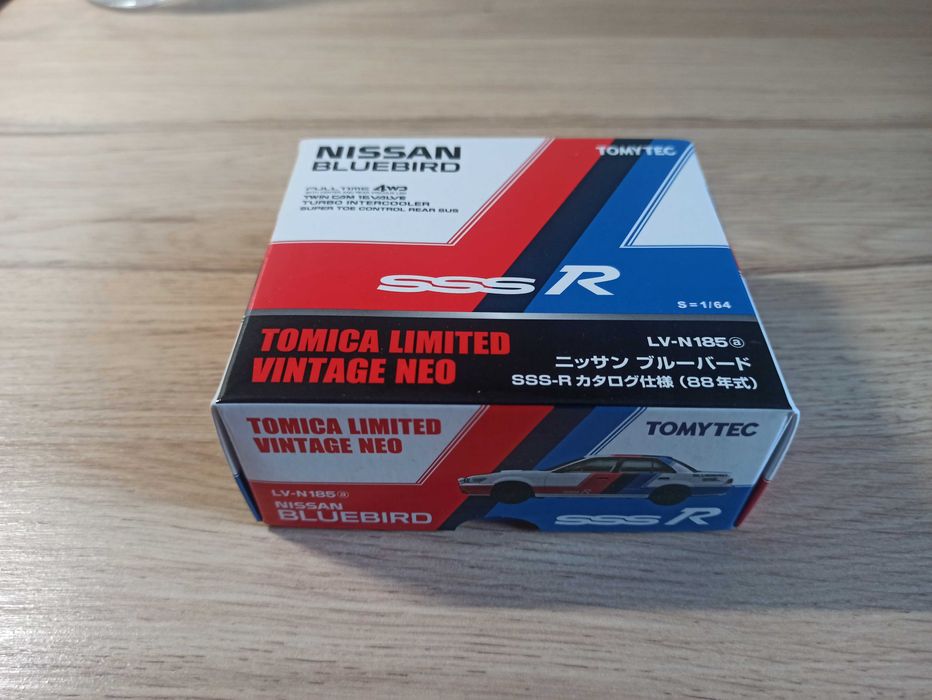 NISSAN
BLUEBIRD
TOMYTEC
FULL TIME 4WD
TWIN CAM 16VALVE
TURBO INTERCOOLER
SUPER TOE CONTROL REAR SUS
SSS R
S=1/64
TOMICA LIMITED
VINTAGE NEO
LV-N185ⓐ
ニッサン ブルーバード
SSS-R カタログ仕様 (88年式)
TOMICA LIMITED
VINTAGE NEO
TOMYTEC
LV-N185ⓐ
NISSAN
BLUEBIRD
SSS R